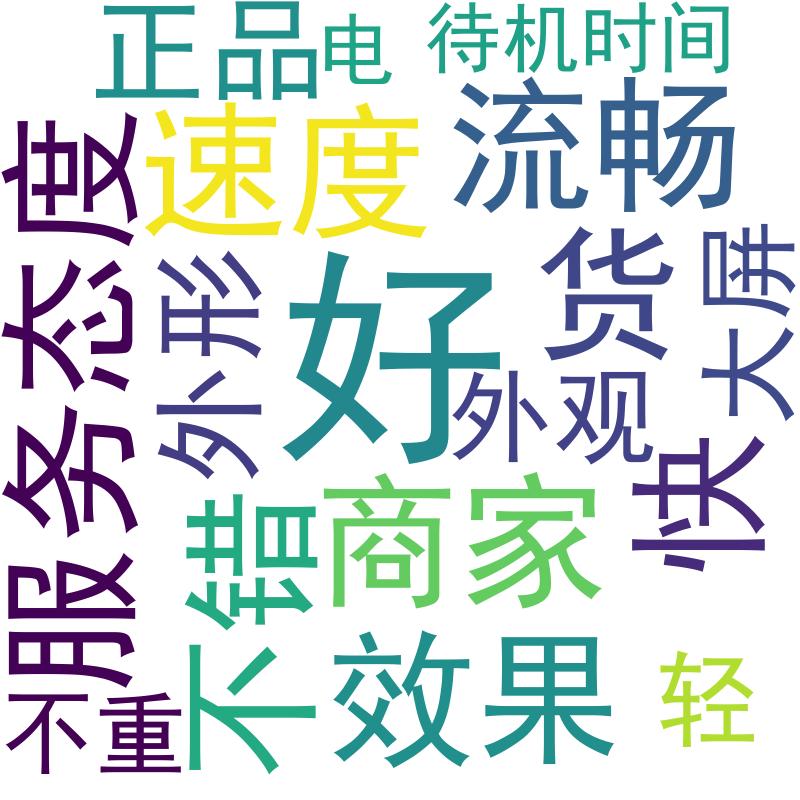 正品
电
待机时间
速度
流畅
服务态度
外形
好
货
大屏
外观
快
不错
商家
效果
轻
不重